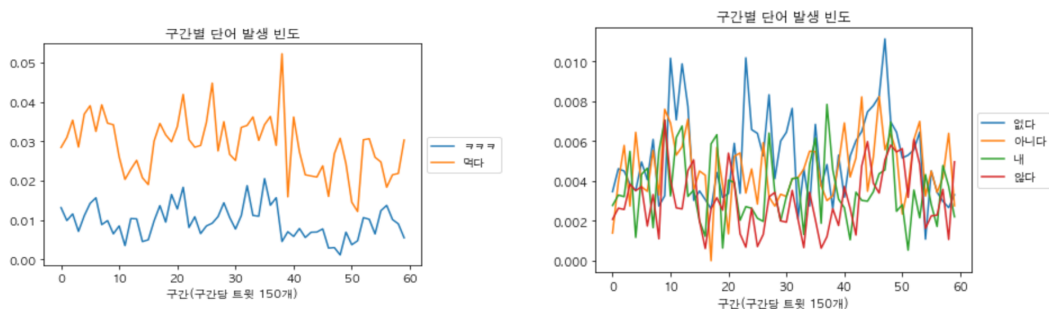 구간별 단어 발생 빈도
0.05
0.04
0.03
0.02
0.01
0.00
0 10 20 30 40 50 60
구간(구간당 트윗 150개)
ㅋㅋㅋ
먹다
구간별 단어 발생 빈도
0.010
0.008
0.006
0.004
0.002
0.000
0 10 20 30 40 50 60
구간(구간당 트윗 150개)
없다
아니다
내
않다